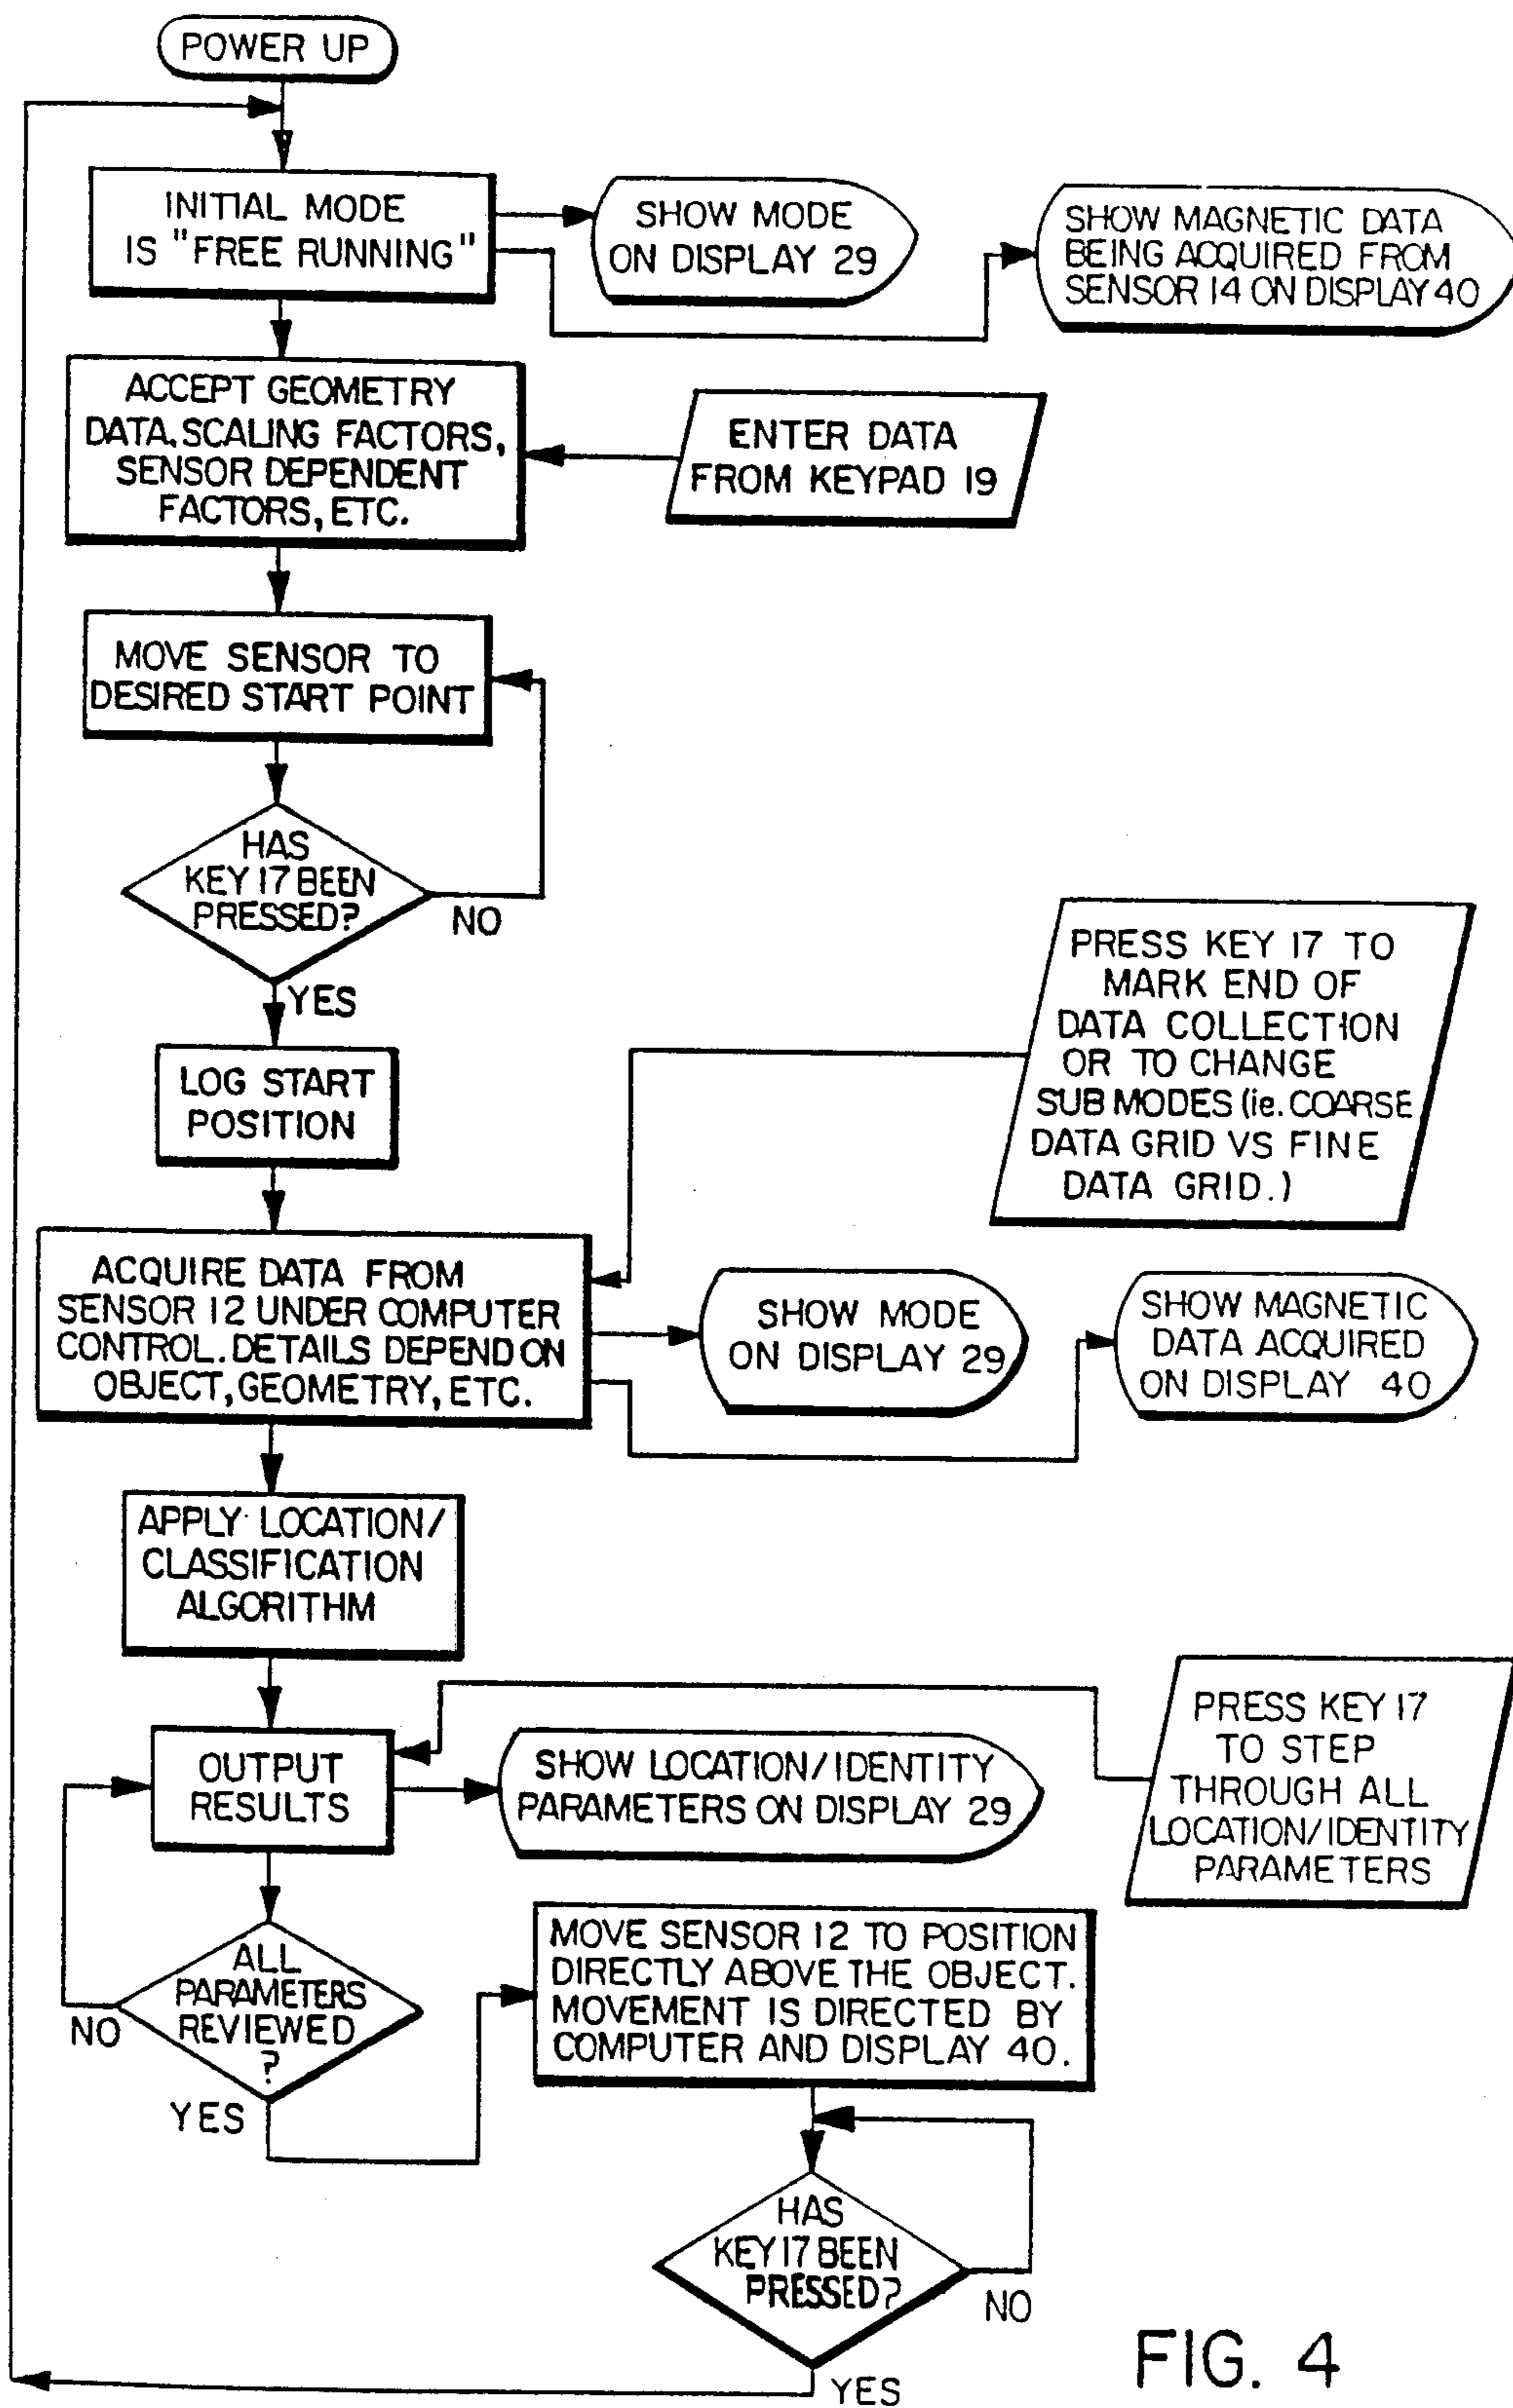 POWER UP
INITIAL MODE
IS "FREE RUNNING"
SHOW MODE
ON DISPLAY 29
SHOW MAGNETIC DATA
BEING ACQUIRED FROM
SENSOR 14 ON DISPLAY 40
ACCEPT GEOMETRY
DATA, SCALING FACTORS,
SENSOR DEPENDENT
FACTORS, ETC.
ENTER DATA
FROM KEYPAD 19
MOVE SENSOR TO
DESIRED START POINT
HAS
KEY 17 BEEN
PRESSED?
NO
YES
LOG START
POSITION
PRESS KEY 17 TO
MARK END OF
DATA COLLECTION
OR TO CHANGE
SUB MODES (ie. COARSE
DATA GRID VS FINE
DATA GRID.)
ACQUIRE DATA FROM
SENSOR 12 UNDER COMPUTER
CONTROL. DETAILS DEPEND ON
OBJECT, GEOMETRY, ETC.
SHOW MODE
ON DISPLAY 29
SHOW MAGNETIC
DATA ACQUIRED
ON DISPLAY 40
APPLY LOCATION/
CLASSIFICATION
ALGORITHM
OUTPUT
RESULTS
SHOW LOCATION/IDENTITY
PARAMETERS ON DISPLAY 29
PRESS KEY 17
TO STEP
THROUGH ALL
LOCATION/IDENTITY
PARAMETERS
ALL
PARAMETERS
REVIEWED
?
NO
YES
MOVE SENSOR 12 TO POSITION
DIRECTLY ABOVE THE OBJECT.
MOVEMENT IS DIRECTED BY
COMPUTER AND DISPLAY 40.
HAS
KEY 17 BEEN
PRESSED?
NO
YES
FIG. 4